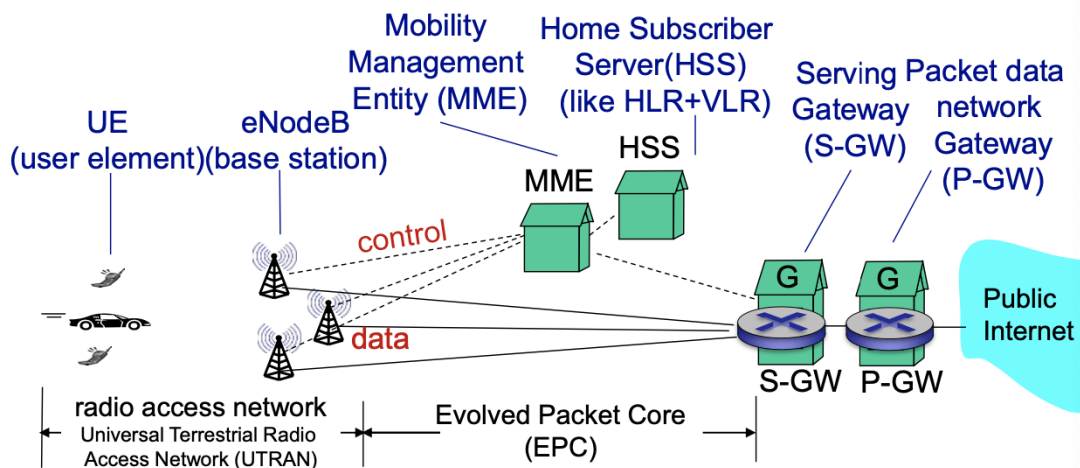 Mobility
Management
Entity (MME)
Home Subscriber
Server(HSS)
(like HLR+VLR)
Serving
Gateway
(S-GW)
Packet data
network
Gateway
(P-GW)
UE
(user element)
eNodeB
(base station)
HSS
MME
control
data
G
G
Public
Internet
S-GW
P-GW
radio access network
Universal Terrestrial Radio
Access Network (UTRAN)
Evolved Packet Core
(EPC)